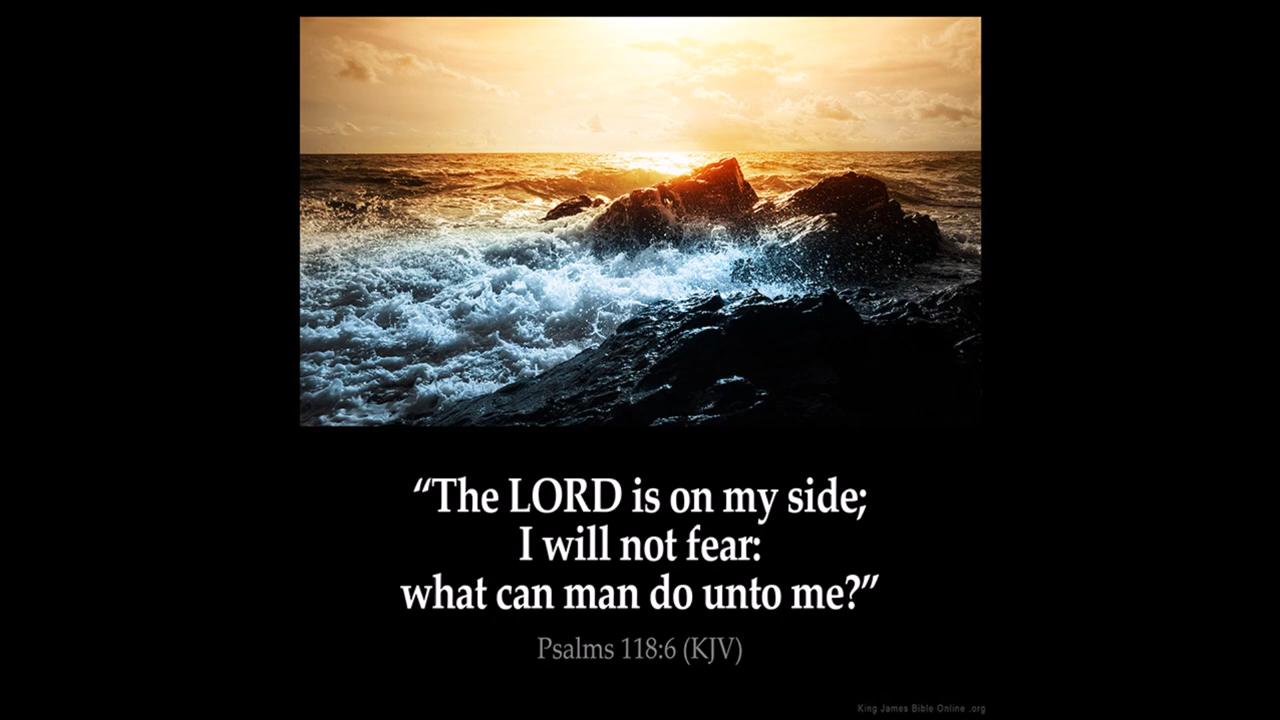 “The LORD is on my side;
I will not fear:
what can man do unto me?”
Psalms 118:6 (KJV)
King James Bible Online .org